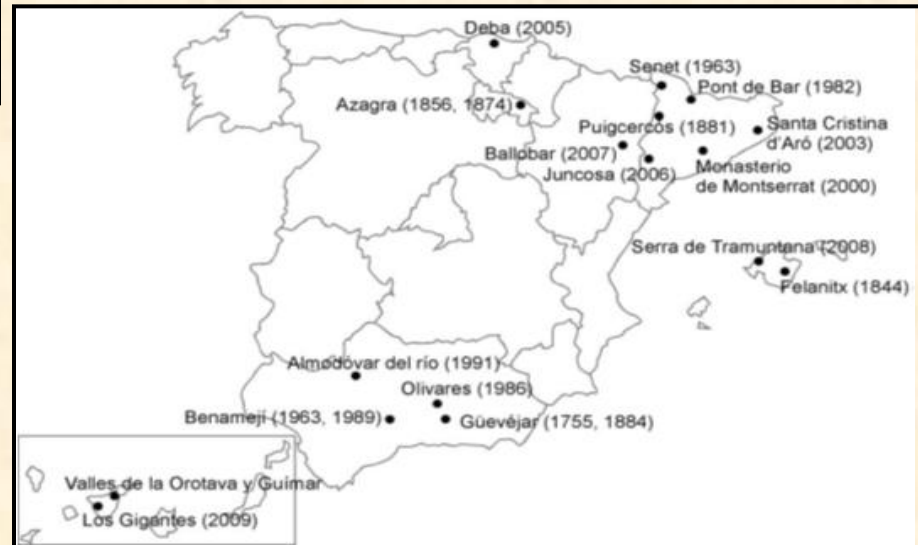 Deba (2005)
Senet (1963)
Pont de Bar (1982)
Azagra (1856, 1874)
Puigcercós (1881)
Santa Cristina
d'Aró (2003)
Ballobar (2007)
Juncosa (2006)
Monasterio
de Montserrat (2000)
Serra de Tramuntana (2008)
Felanitx (1844)
Almodóvar del río (1991)
Olivares (1986)
Benamejí (1963, 1989)
Güevéjar (1755, 1884)
Valles de la Orotava y Guimar
Los Gigantes (2009)